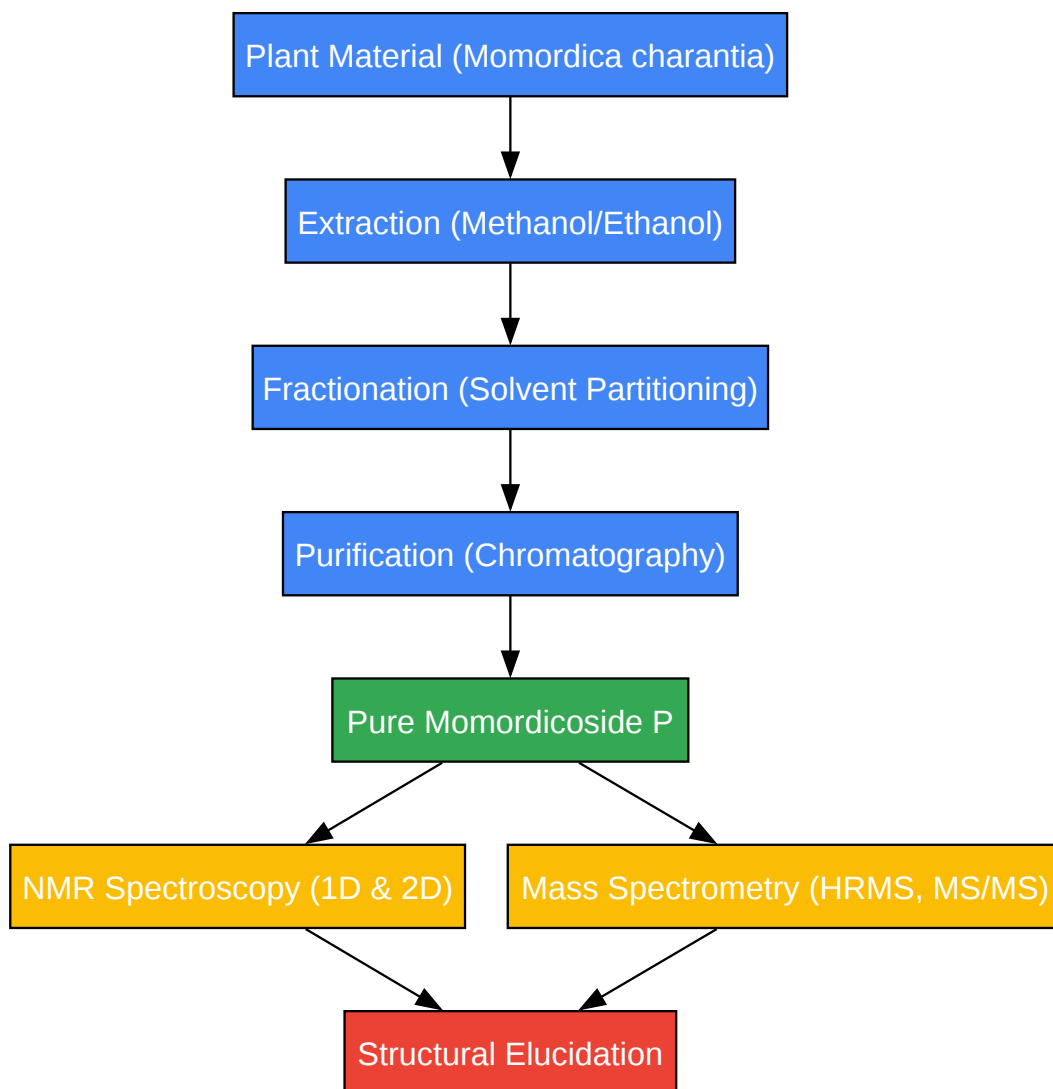 Plant Material (Momordica charantia)
Extraction (Methanol/Ethanol)
Fractionation (Solvent Partitioning)
Purification (Chromatography)
Pure Momordicoside P
NMR Spectroscopy (1D & 2D)
Mass Spectrometry (HRMS, MS/MS)
Structural Elucidation